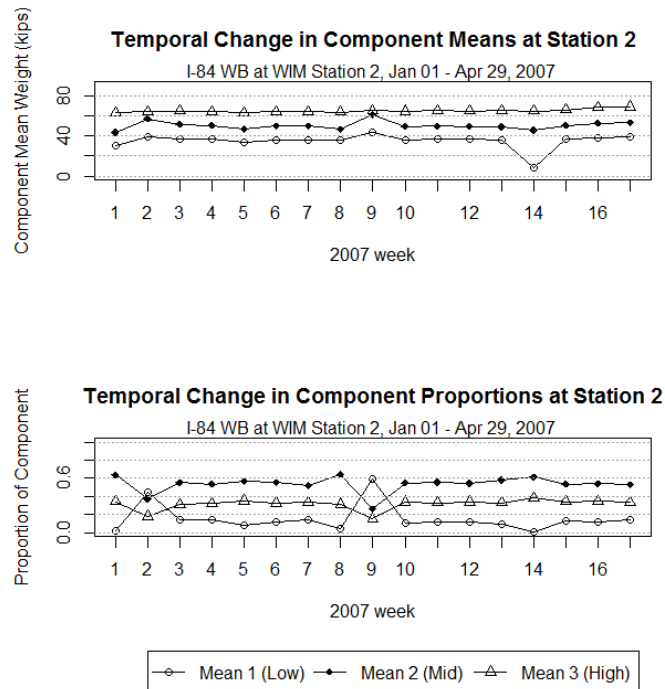 Temporal Change in Component Means at Station 2
I-84 WB at WIM Station 2, Jan 01 - Apr 29, 2007
Component Mean Weight (kips)
80
40
0
1 2 3 4 5 6 7 8 9 10 12 14 16
2007 week
Temporal Change in Component Proportions at Station 2
I-84 WB at WIM Station 2, Jan 01 - Apr 29, 2007
Proportion of Component
0.6
0.0
1 2 3 4 5 6 7 8 9 10 12 14 16
2007 week
Mean 1 (Low) Mean 2 (Mid) Mean 3 (High)